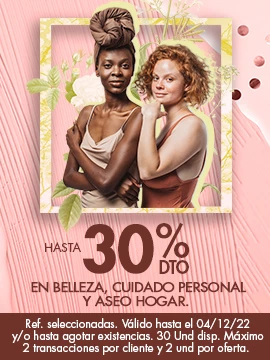 HASTA 30% DTO
EN BELLEZA, CUIDADO PERSONAL
Y ASEO HOGAR.
Ref. seleccionadas. Válido hasta el 04/12/22
y/o hasta agotar existencias. 30 Und disp. Máximo
2 transacciones por cliente y 2 und por oferta.